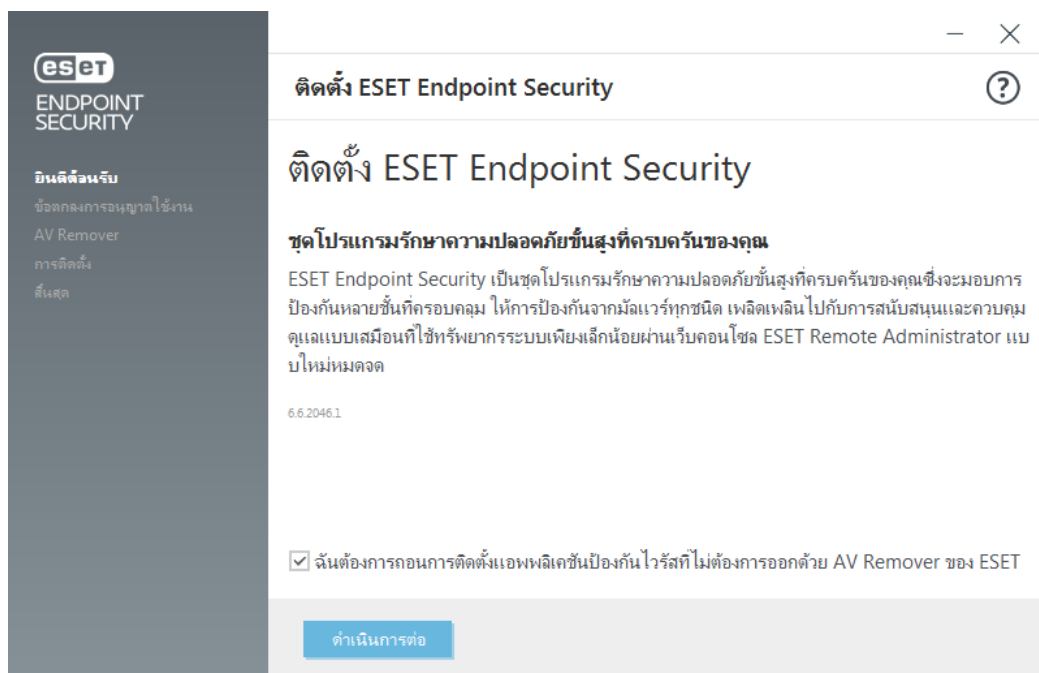 eset
ENDPOINT
SECURITY
ยินดีต้อนรับ
ข้อตกลงการอนุญาตใช้งาน
AV Remover
การติดตั้ง
สิ้นสุด
ติดตั้ง ESET Endpoint Security
ติดตั้ง ESET Endpoint Security
ชุดโปรแกรมรักษาความปลอดภัยขั้นสูงที่ครบครันของคุณ
ESET Endpoint Security เป็นชุดโปรแกรมรักษาความปลอดภัยขั้นสูงที่ครบครันของคุณซึ่งจะมอบการ
ป้องกันหลายชั้นที่ครอบคลุม ให้การป้องกันจากมัลแวร์ทุกชนิด เพลิดเพลินไปกับการสนับสนุนและควบคุม
ดูแลแบบเสมือนที่ใช้ทรัพยากรระบบเพียงเล็กน้อยผ่านเว็บคอนโซล ESET Remote Administrator แบ
บใหม่หมดจด
6.6.2046.1
ฉันต้องการถอนการติดตั้งแอพพลิเคชันป้องกันไวรัสที่ไม่ต้องการออกด้วย AV Remover ของ ESET
ดำเนินการต่อ